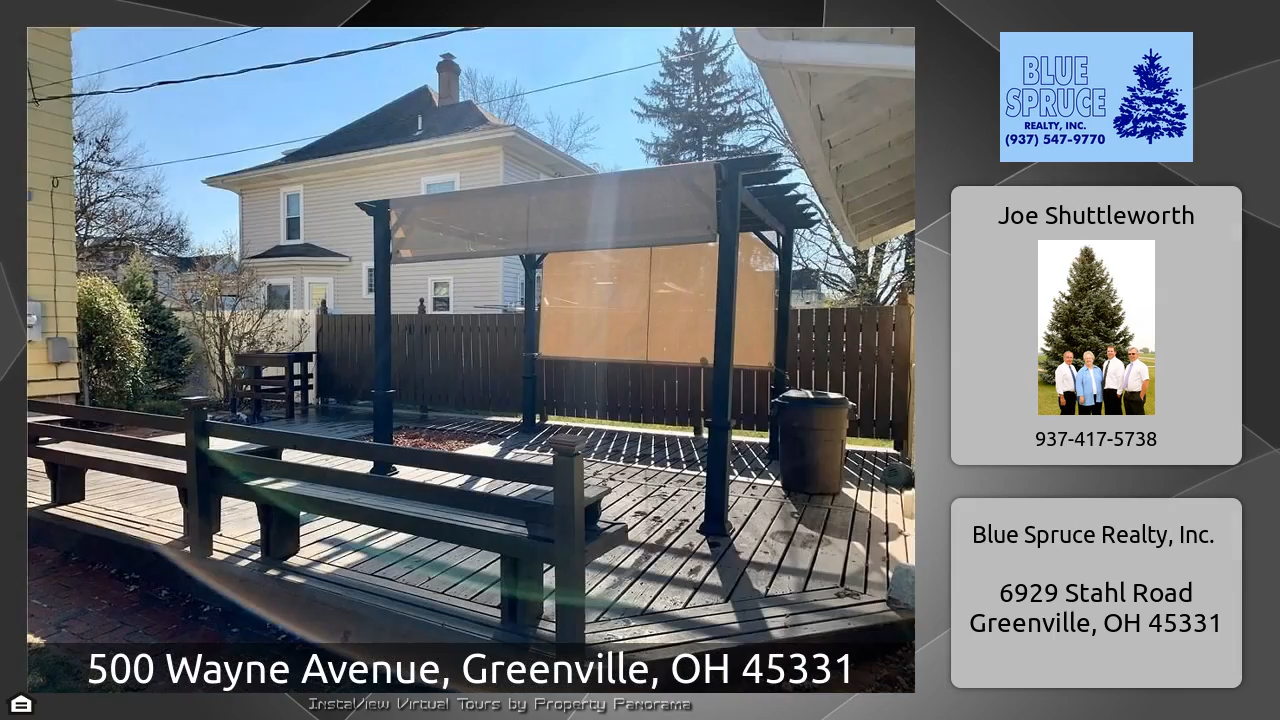 BLUE
SPRUCE
REALTY, INC.
(937) 547-9770
Joe Shuttleworth
937-417-5738
Blue Spruce Realty, Inc.
6929 Stahl Road
Greenville, OH 45331
500 Wayne Avenue, Greenville, OH 45331
InstaView Virtual Tours by Property Panorama